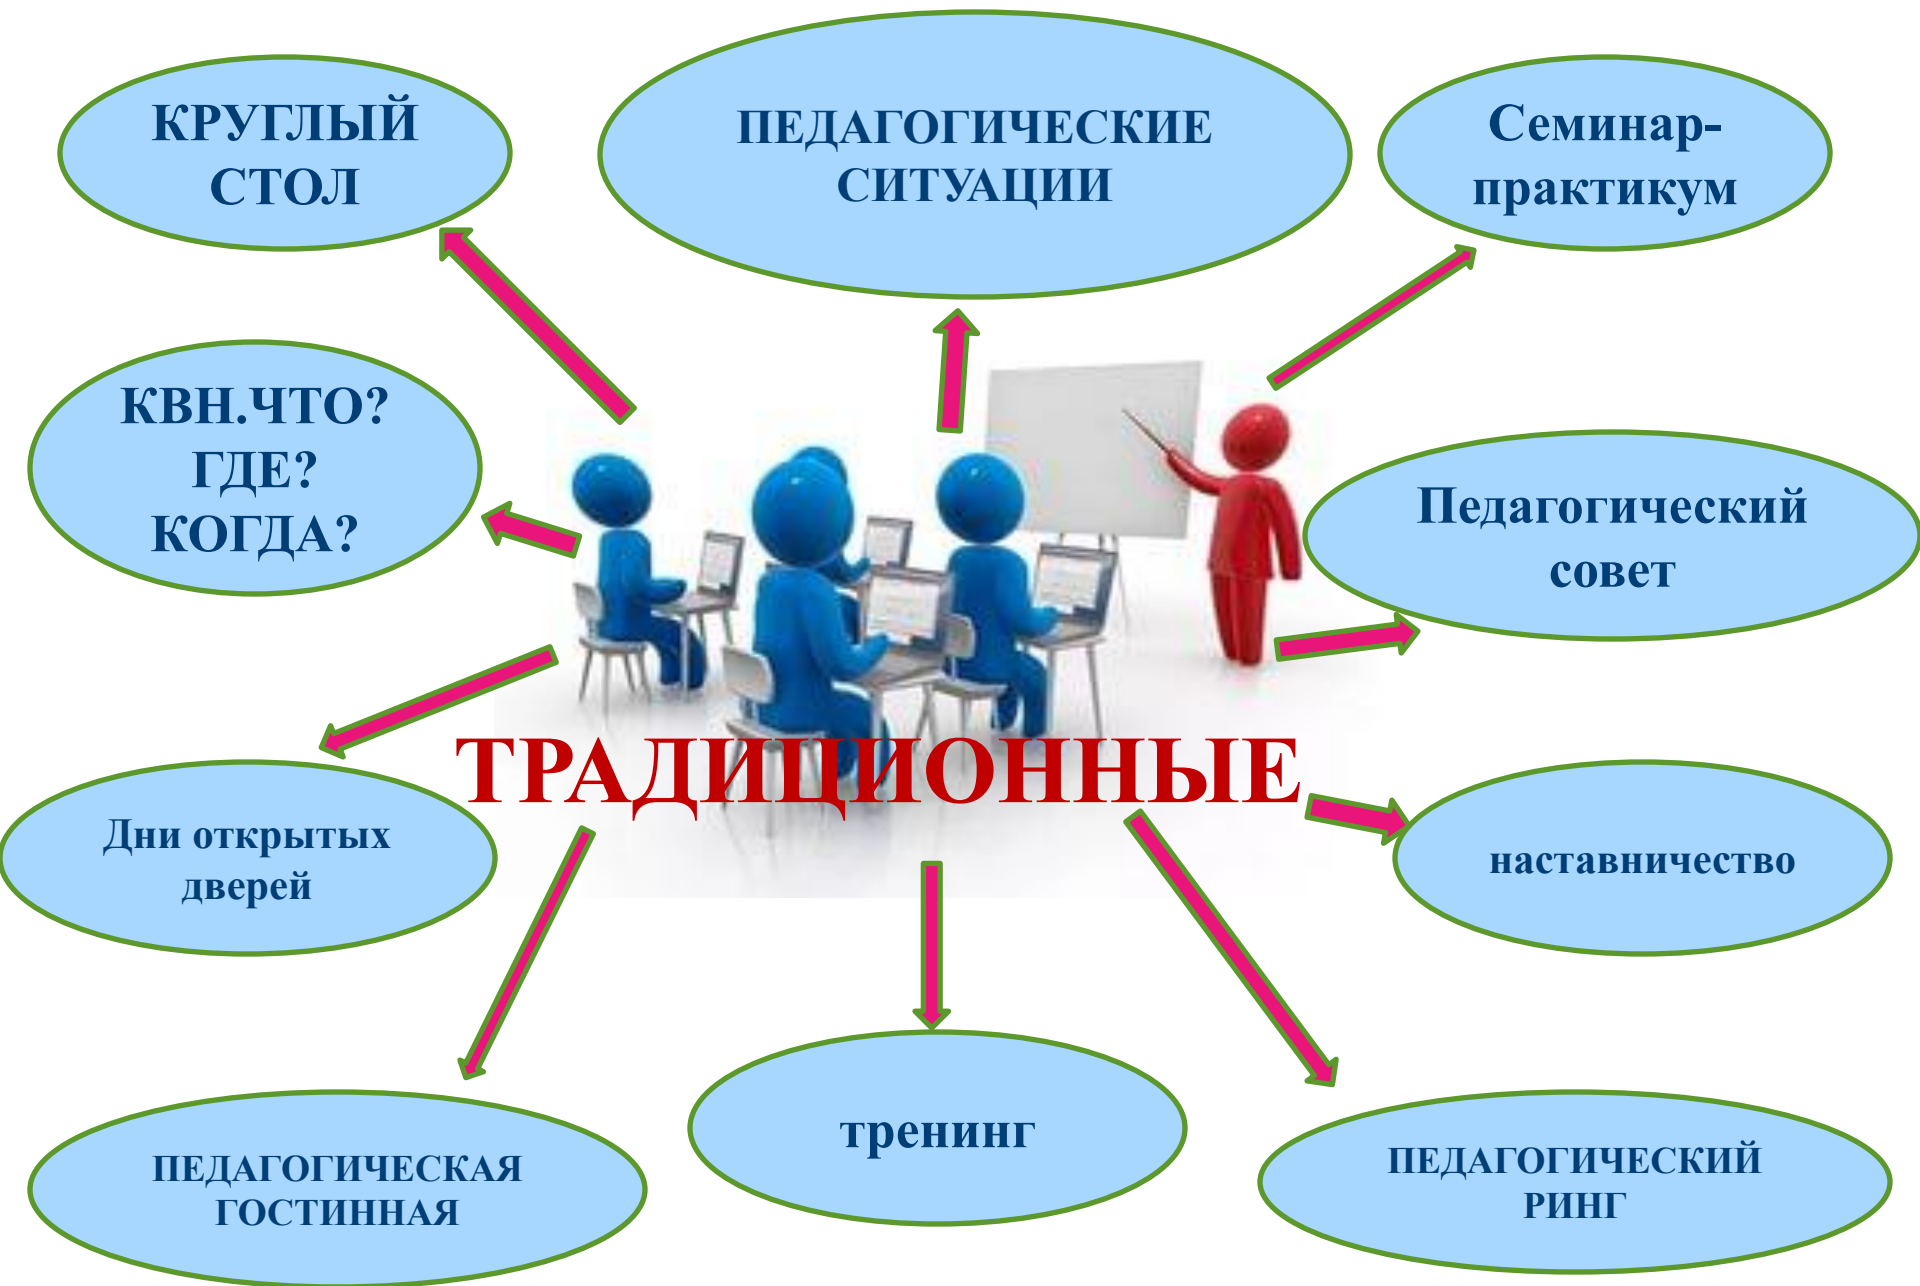 КРУГЛЫЙ
СТОЛ
ПЕДАГОГИЧЕСКИЕ
СИТУАЦИИ
Семинар-
практикум
КВН.ЧТО?
ГДЕ?
КОГДА?
Педагогический
совет
ТРАДИЦИОННЫЕ
Дни открытых
дверей
наставничество
ПЕДАГОГИЧЕСКАЯ
ГОСТИННАЯ
тренинг
ПЕДАГОГИЧЕСКИЙ
РИНГ